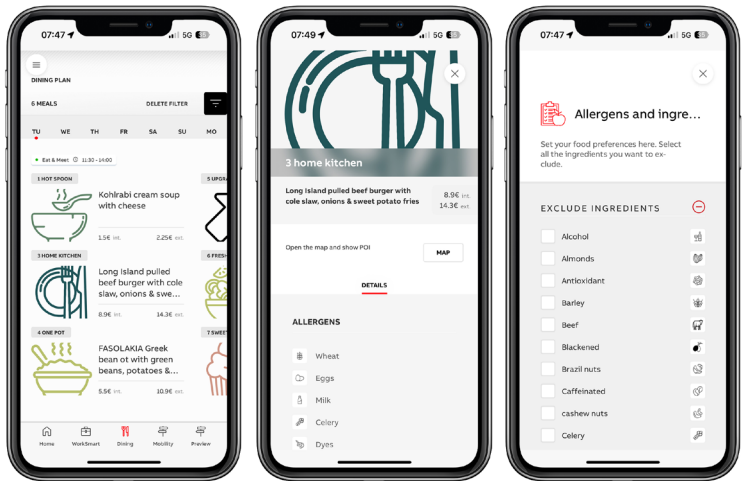 07:47
5G 85
DINING PLAN
6 MEALS
DELETE FILTER
TU WE TH FR SA SU MO
Eat & Meet 11:30 - 14:00
1 HOT SPOON
5 UPGRA
Kohlrabi cream soup
with cheese
1.5€ int. 2.25€ ext.
3 HOME KITCHEN
6 FRESH
Long Island pulled
beef burger with cole
slaw, onions & swe...
8.9€ int. 14.3€ ext.
4 ONE POT
7 SWEET
FASOLAKIA Greek
bean ot with green
beans, potatoes &...
5.5€ int. 10.9€ ext.
Home WorkSmart Dining Mobility Preview
07:49
5G 85
3 home kitchen
Long Island pulled beef burger with
cole slaw, onions & sweet potato fries
8.9€ int.
14.3€ ext.
Open the map and show POI
MAP
DETAILS
ALLERGENS
Wheat
Eggs
Milk
Celery
Dyes
07:47
5G 85
Allergens and ingre...
Set your food preferences here. Select
all the ingredients you want to ex-
clude.
EXCLUDE INGREDIENTS
Alcohol
Almonds
Antioxidant
Barley
Beef
Blackened
Brazil nuts
Caffeinated
cashew nuts
Celery